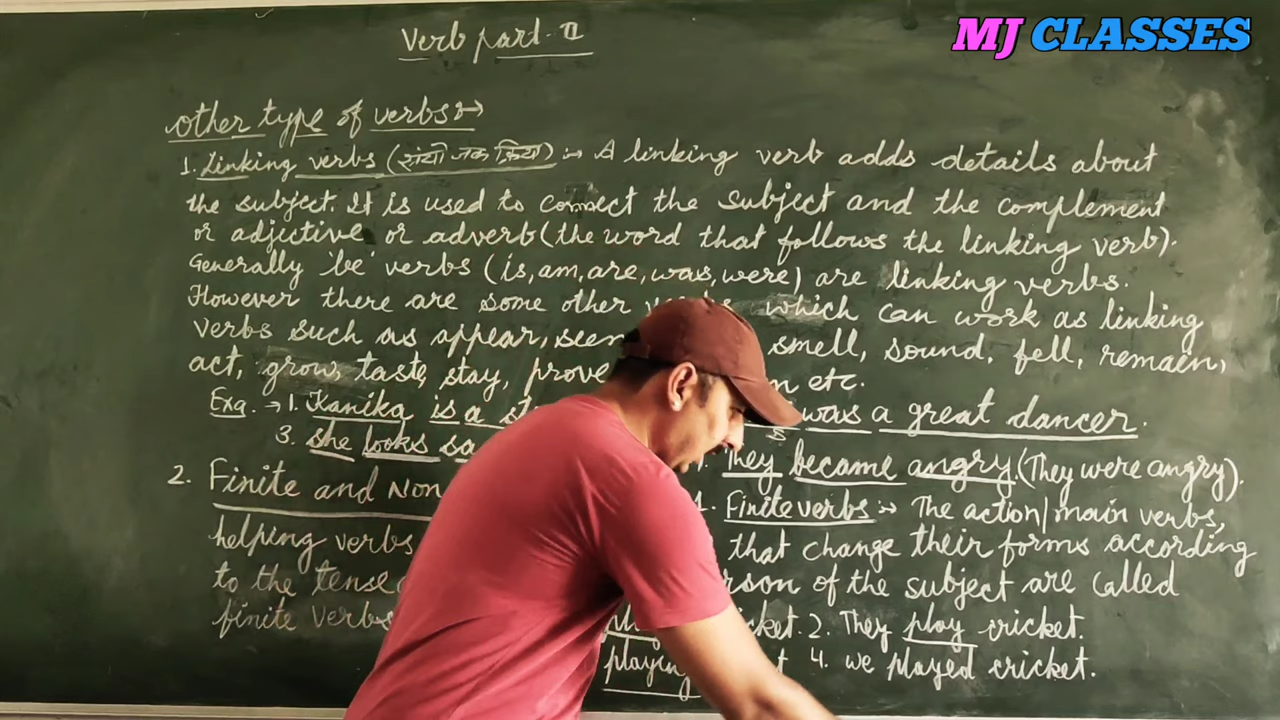 MJ CLASSES
Verb part-II
Other type of verbs :→
1. Linking verbs (संयोजक क्रिया) :→ A linking verb adds details about
the subject. It is used to connect the subject and the complement
or adjective or adverb (the word that follows the linking verb).
Generally 'be' verbs (is, am, are, was, were) are linking verbs.
However there are some other which can work as linking
verbs such as appear, smell, sound, fell, remain,
act, grow, taste, stay, prove etc.
Exg. → 1. Kanika is a was a great dancer.
3. she looks
They became angry. (They were angry).
2. Finite and Non
Finite verbs :→ The action/main verbs,
helping verbs that change their forms according
to the tense of the subject are called
finite verbs
2. They play cricket.
playing 4. we played cricket.